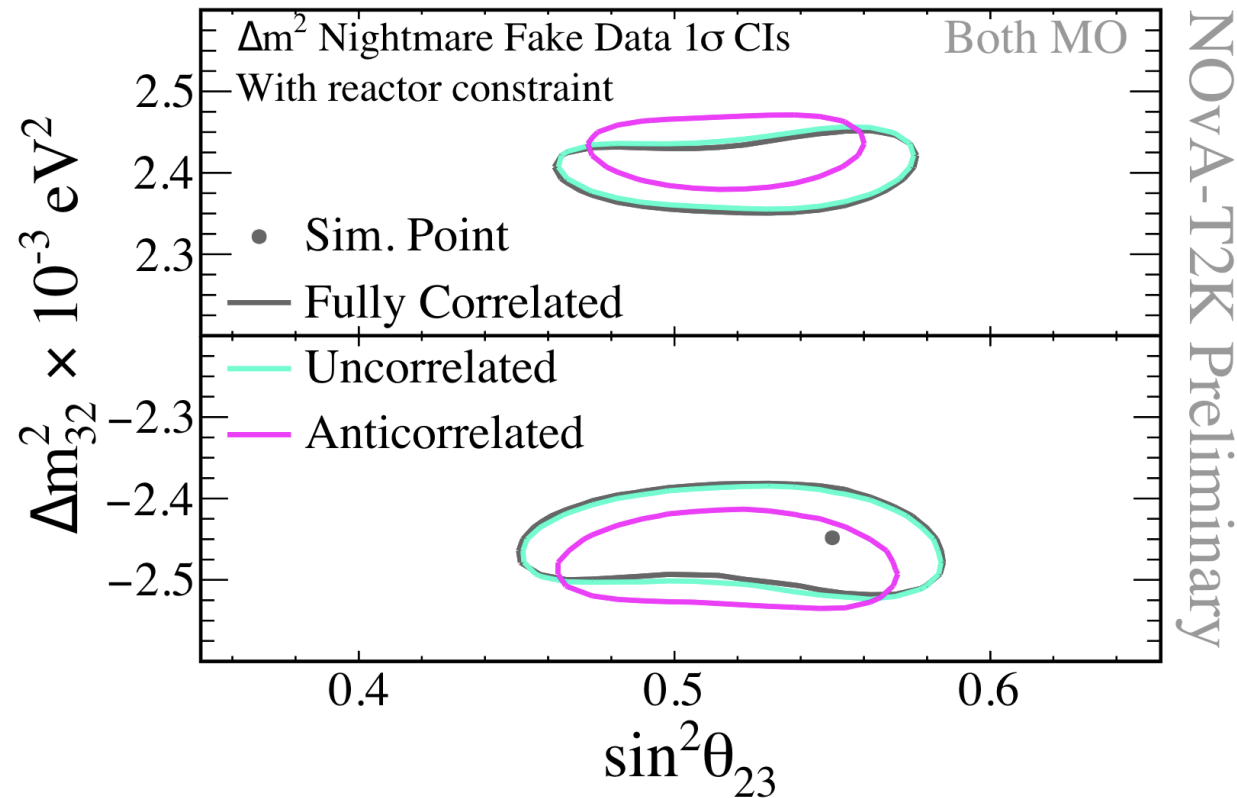 Δm² Nightmare Fake Data 1σ CIs
Both MO
With reactor constraint
2.5
2.4
2.3
Sim. Point
Fully Correlated
Uncorrelated
Anticorrelated
−2.3
−2.4
−2.5
0.4 0.5 0.6
sin²θ₂₃
Δm²₃₂ × 10⁻³ eV²
NOvA-T2K Preliminary